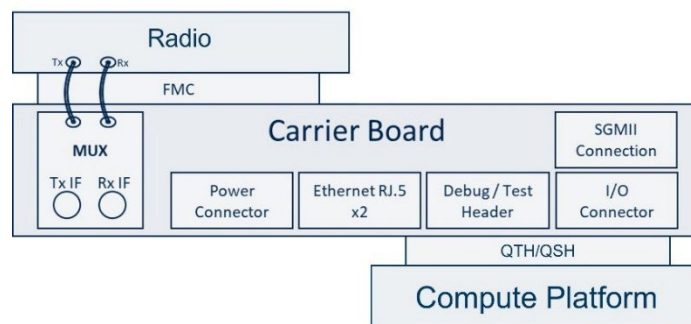 Radio
Tx
Rx
FMC
Carrier Board
MUX
Tx IF Rx IF
Power
Connector
Ethernet RJ.5
x2
Debug / Test
Header
SGMII
Connection
I/O
Connector
QTH/QSH
Compute Platform